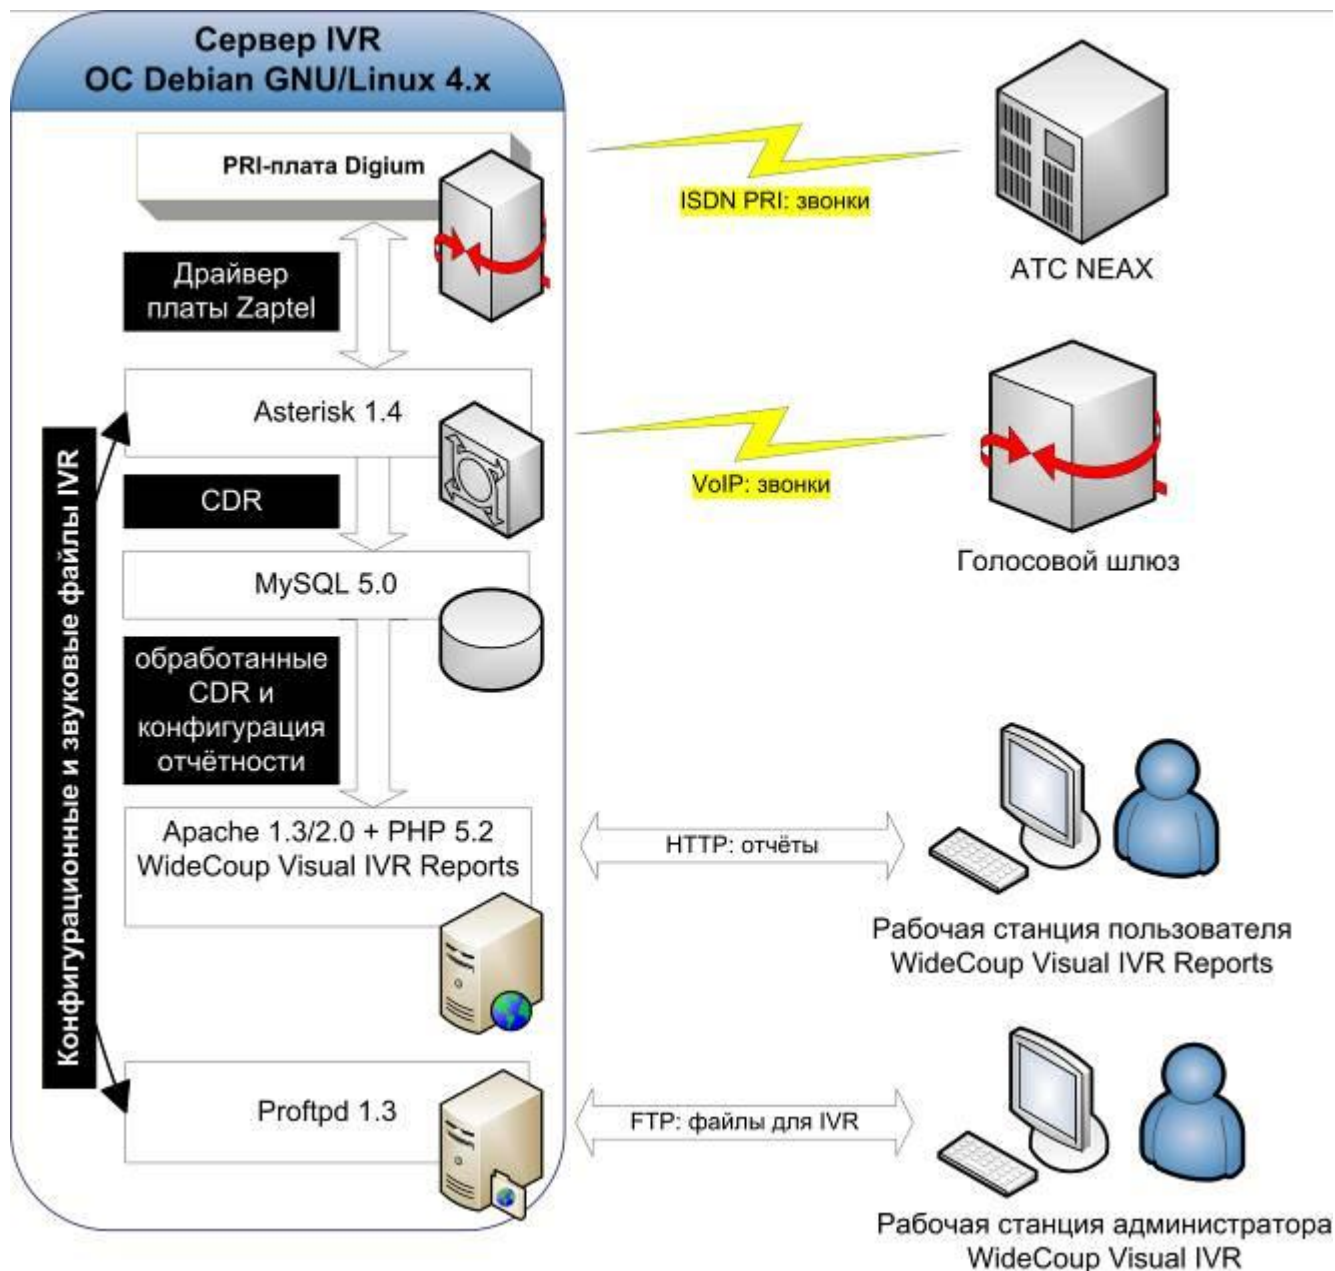 Сервер IVR
ОС Debian GNU/Linux 4.x
PRI-плата Digium
ISDN PRI: звонки
АТС NEAX
Драйвер
платы Zaptel
Asterisk 1.4
VoIP: звонки
Голосовой шлюз
CDR
MySQL 5.0
обработанные
CDR и
конфигурация
отчётности
Конфигурационные и звуковые файлы IVR
Apache 1.3/2.0 + PHP 5.2
WideCoup Visual IVR Reports
HTTP: отчёты
Рабочая станция пользователя
WideCoup Visual IVR Reports
Proftpd 1.3
FTP: файлы для IVR
Рабочая станция администратора
WideCoup Visual IVR